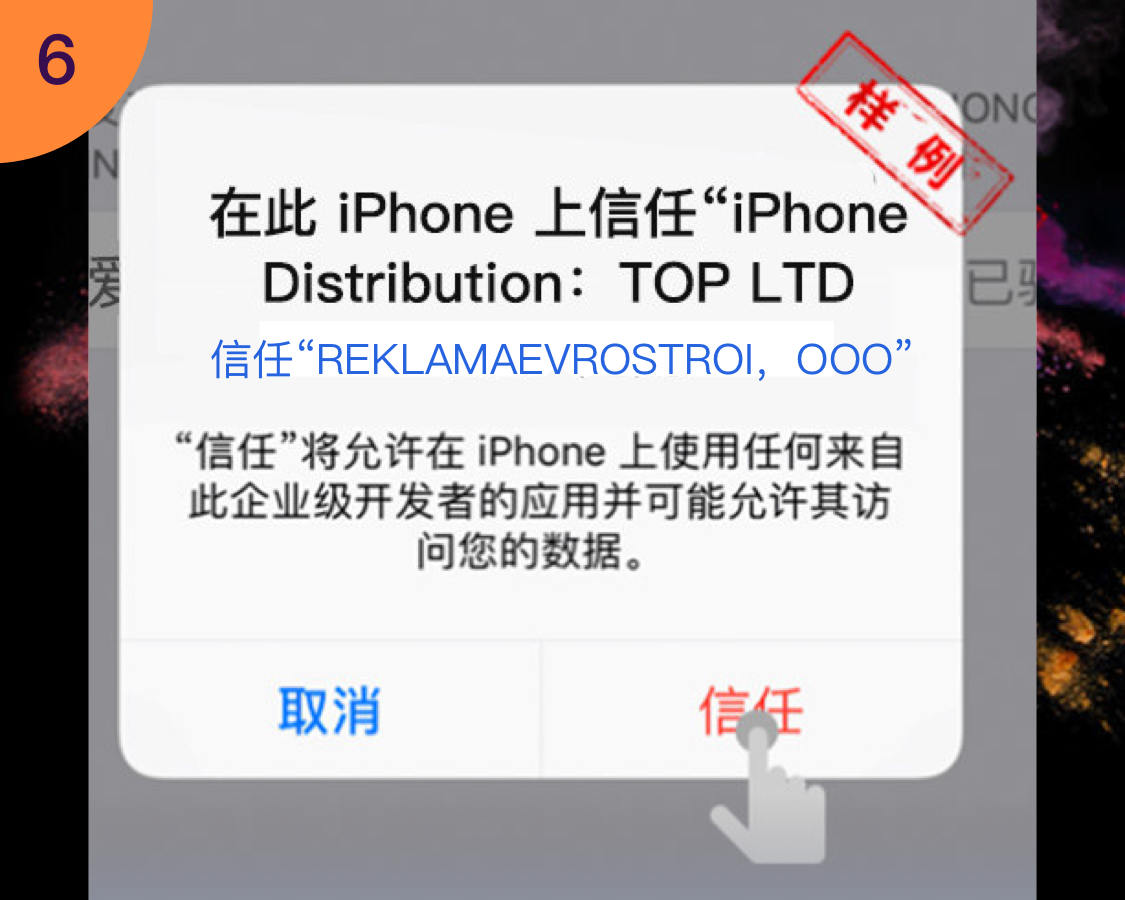 6
样例
HONG
N
在此 iPhone 上信任“iPhone
Distribution：TOP LTD
爱
已
信任“REKLAMAEVROSTROI，OOO”
“信任”将允许在 iPhone 上使用任何来自
此企业级开发者的应用并可能允许其访
问您的数据。
取消
信任